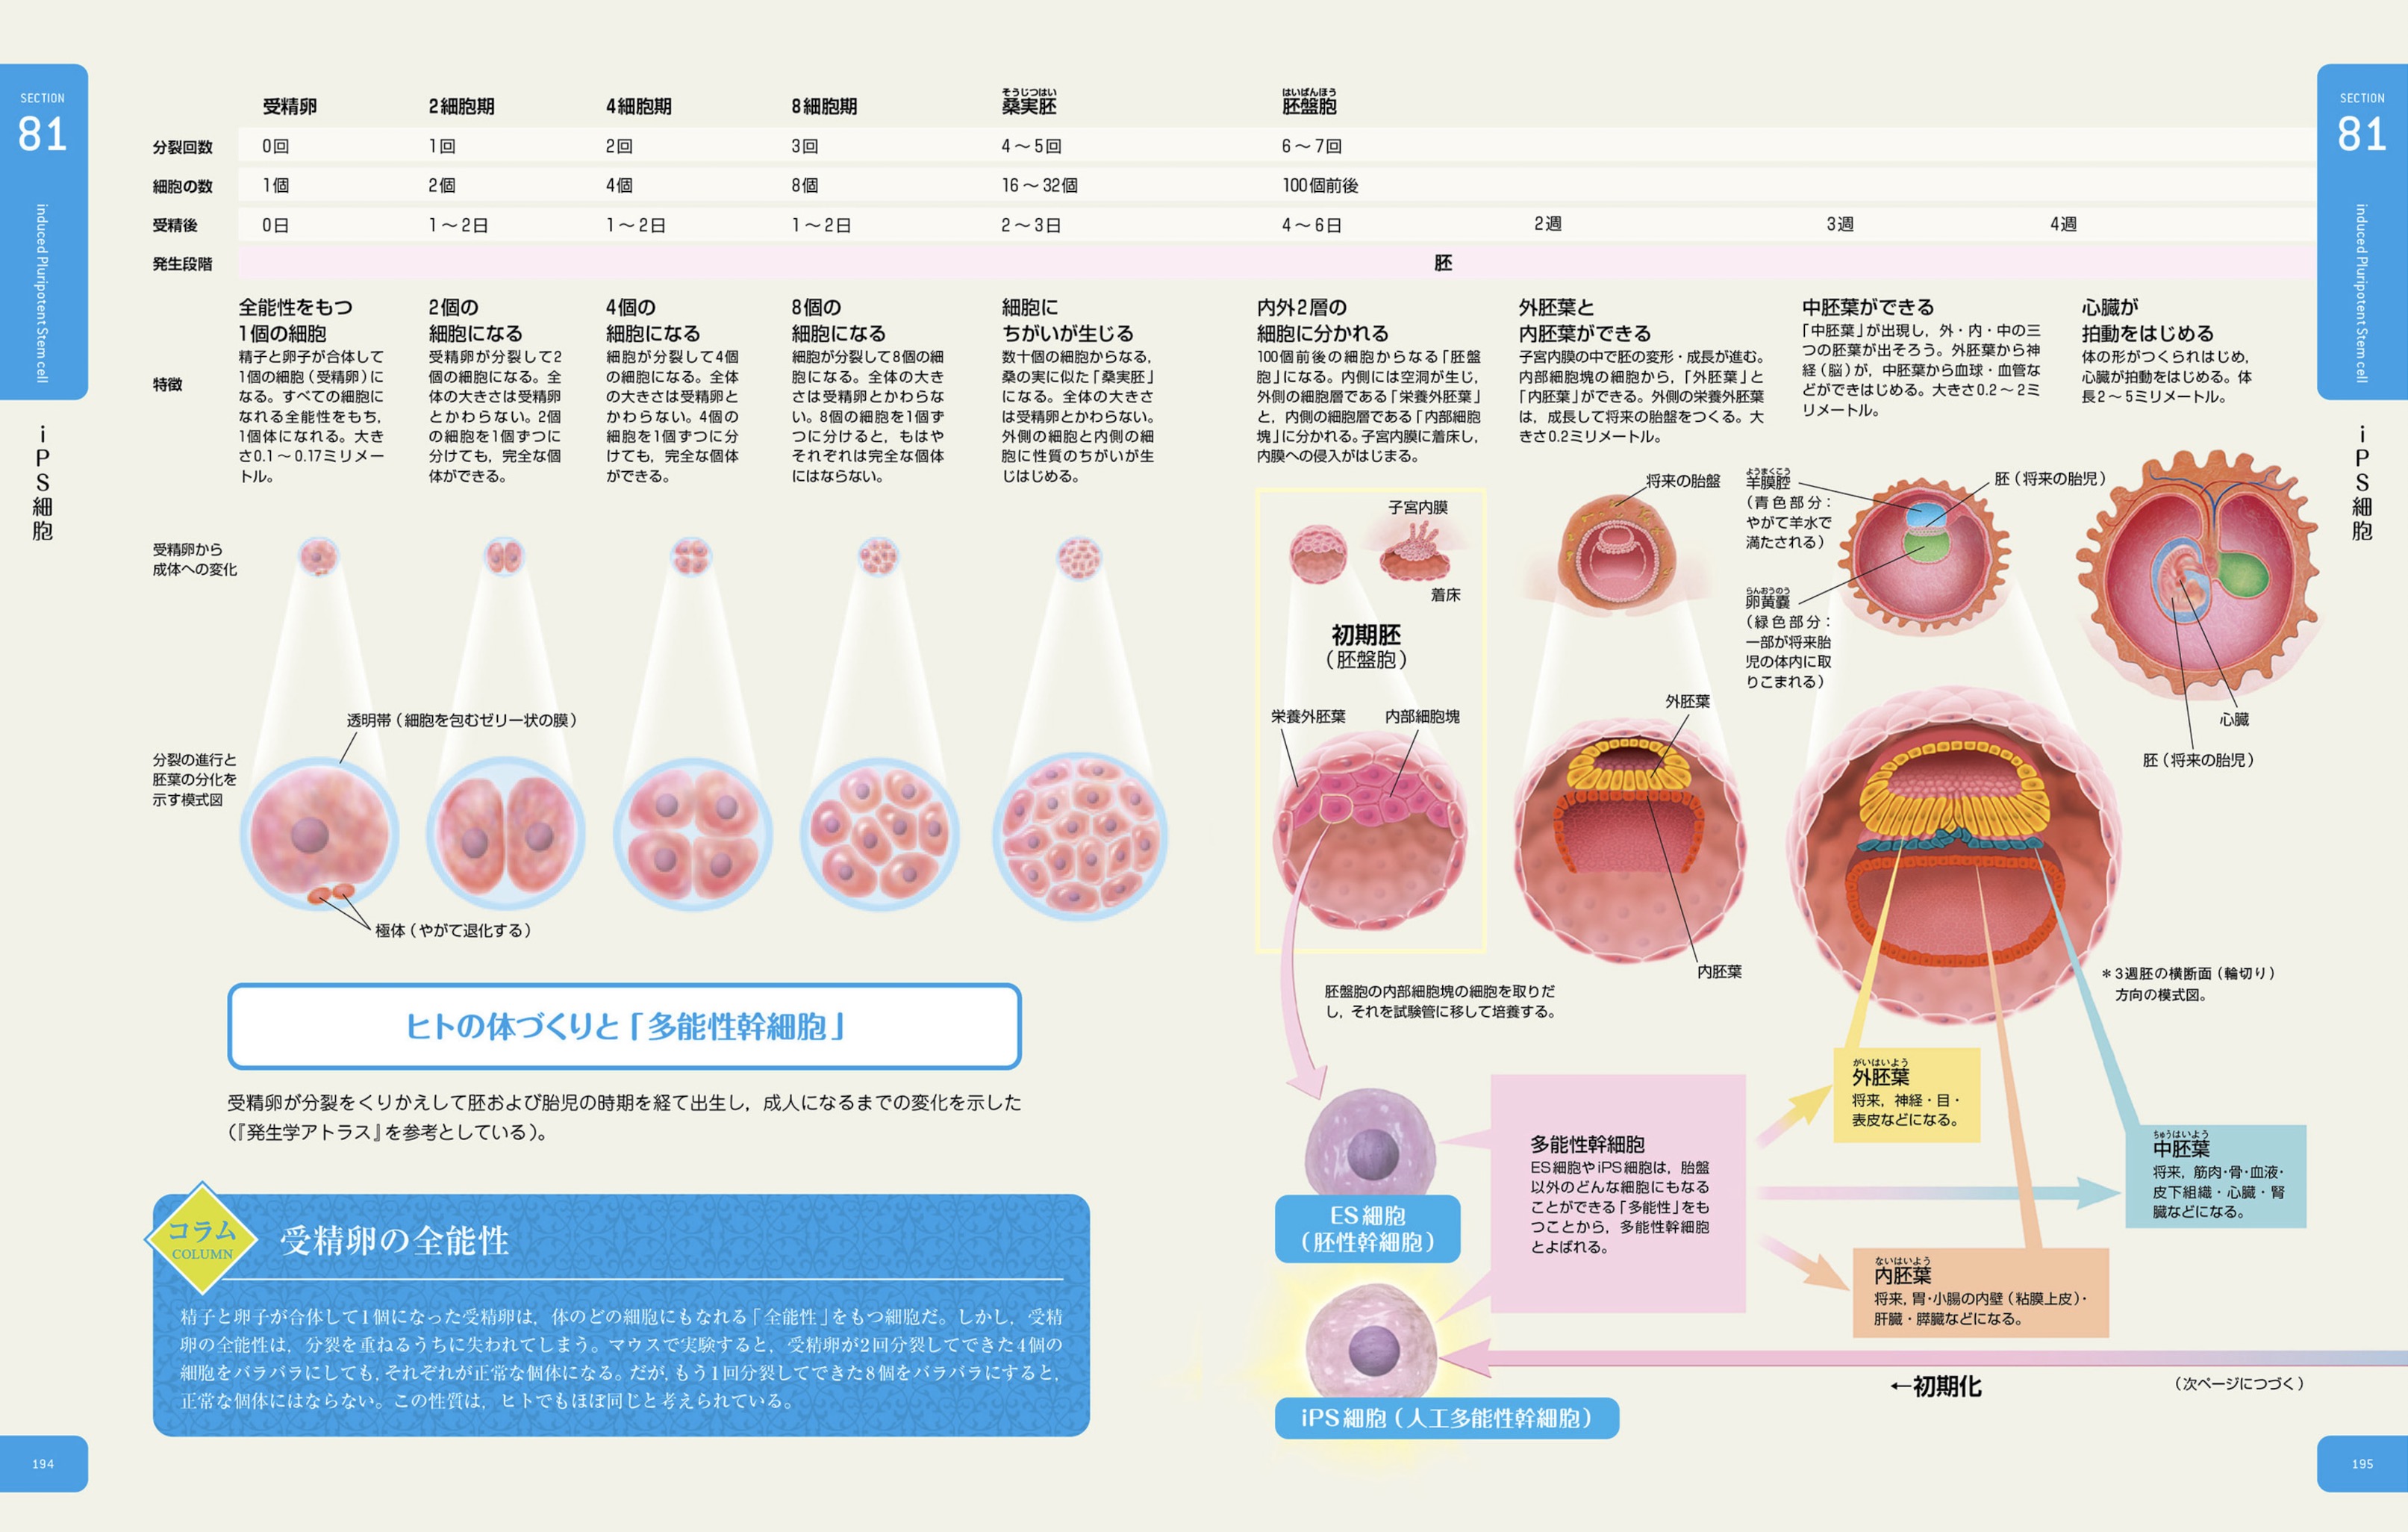 SECTION
81
induced Pluripotent Stem cell
iPS細胞
受精卵
2細胞期
4細胞期
8細胞期
そうじつはい
桑実胚
はいばんほう
胚盤胞
分裂回数
0回
1回
2回
3回
4～5回
6～7回
細胞の数
1個
2個
4個
8個
16～32個
100個前後
受精後
0日
1～2日
1～2日
1～2日
2～3日
4～6日
2週
3週
4週
発生段階
胚
特徴
全能性をもつ
1個の細胞
精子と卵子が合体して
1個の細胞（受精卵）に
なる。すべての細胞に
なれる全能性をもち，
1個体になれる。大き
さ0.1～0.17ミリメー
トル。
2個の
細胞になる
受精卵が分裂して2
個の細胞になる。全
体の大きさは受精卵
とかわらない。2個
の細胞を1個ずつに
分けても，完全な個
体ができる。
4個の
細胞になる
細胞が分裂して4個
の細胞になる。全体
の大きさは受精卵と
かわらない。4個の
細胞を1個ずつに分
けても，完全な個体
ができる。
8個の
細胞になる
細胞が分裂して8個の細
胞になる。全体の大き
さは受精卵とかわらな
い。8個の細胞を1個ず
つに分けると，もはや
それぞれは完全な個体
にはならない。
細胞に
ちがいが生じる
数十個の細胞からなる，
桑の実に似た「桑実胚」
になる。全体の大きさ
は受精卵とかわらない。
外側の細胞と内側の細
胞に性質のちがいが生
じはじめる。
内外2層の
細胞に分かれる
100個前後の細胞からなる「胚盤
胞」になる。内側には空洞が生じ，
外側の細胞層である「栄養外胚葉」
と，内側の細胞層である「内部細胞
塊」に分かれる。子宮内膜に着床し，
内膜への侵入がはじまる。
外胚葉と
内胚葉ができる
子宮内膜の中で胚の変形・成長が進む。
内部細胞塊の細胞から，「外胚葉」と
「内胚葉」ができる。外側の栄養外胚葉
は，成長して将来の胎盤をつくる。大
きさ0.2ミリメートル。
中胚葉ができる
「中胚葉」が出現し，外・内・中の三
つの胚葉が出そろう。外胚葉から神
経（脳）が，中胚葉から血球・血管な
どができはじめる。大きさ0.2～2ミ
リメートル。
心臓が
拍動をはじめる
体の形がつくられはじめ，
心臓が拍動をはじめる。体
長2～5ミリメートル。
受精卵から
成体への変化
子宮内膜
着床
初期胚
（胚盤胞）
栄養外胚葉
内部細胞塊
将来の胎盤
外胚葉
内胚葉
ようまくこう
羊膜腔
（青色部分：
やがて羊水で
満たされる）
らんおうのう
卵黄嚢
（緑色部分：
一部が将来胎
児の体内に取
りこまれる）
胚（将来の胎児）
心臓
胚（将来の胎児）
透明帯（細胞を包むゼリー状の膜）
分裂の進行と
胚葉の分化を
示す模式図
極体（やがて退化する）
＊3週胚の横断面（輪切り）
方向の模式図。
胚盤胞の内部細胞塊の細胞を取りだ
し，それを試験管に移して培養する。
ヒトの体づくりと「多能性幹細胞」
受精卵が分裂をくりかえして胚および胎児の時期を経て出生し，成人になるまでの変化を示した
（『発生学アトラス』を参考としている）。
コラム
COLUMN
受精卵の全能性
精子と卵子が合体して1個になった受精卵は，体のどの細胞にもなれる「全能性」をもつ細胞だ。しかし，受精
卵の全能性は，分裂を重ねるうちに失われてしまう。マウスで実験すると，受精卵が2回分裂してできた4個の
細胞をバラバラにしても，それぞれが正常な個体になる。だが，もう1回分裂してできた8個をバラバラにすると，
正常な個体にはならない。この性質は，ヒトでもほぼ同じと考えられている。
ES細胞
（胚性幹細胞）
iPS細胞（人工多能性幹細胞）
多能性幹細胞
ES細胞やiPS細胞は，胎盤
以外のどんな細胞にもなる
ことができる「多能性」をも
つことから，多能性幹細胞
とよばれる。
がいはいよう
外胚葉
将来，神経・目・
表皮などになる。
ちゅうはいよう
中胚葉
将来，筋肉・骨・血液・
皮下組織・心臓・腎
臓などになる。
ないはいよう
内胚葉
将来，胃・小腸の内壁（粘膜上皮）・
肝臓・膵臓などになる。
←初期化
（次ページにつづく）
SECTION
81
induced Pluripotent Stem cell
iPS細胞
194
195